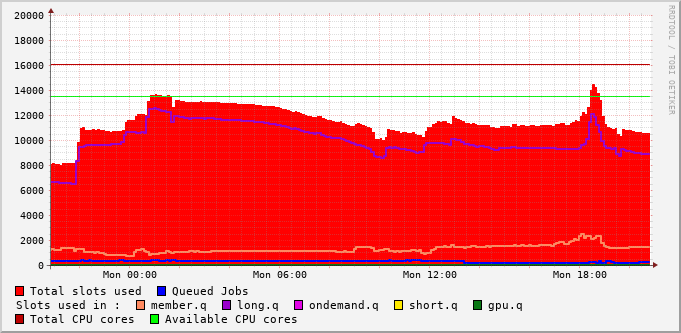 20000
18000
16000
14000
12000
10000
8000
6000
4000
2000
0
Mon 00:00 Mon 06:00 Mon 12:00 Mon 18:00
Total slots used Queued Jobs
Slots used in : member.q long.q ondemand.q short.q gpu.q
Total CPU cores Available CPU cores
RRDTOOL / TOBI OETIKER